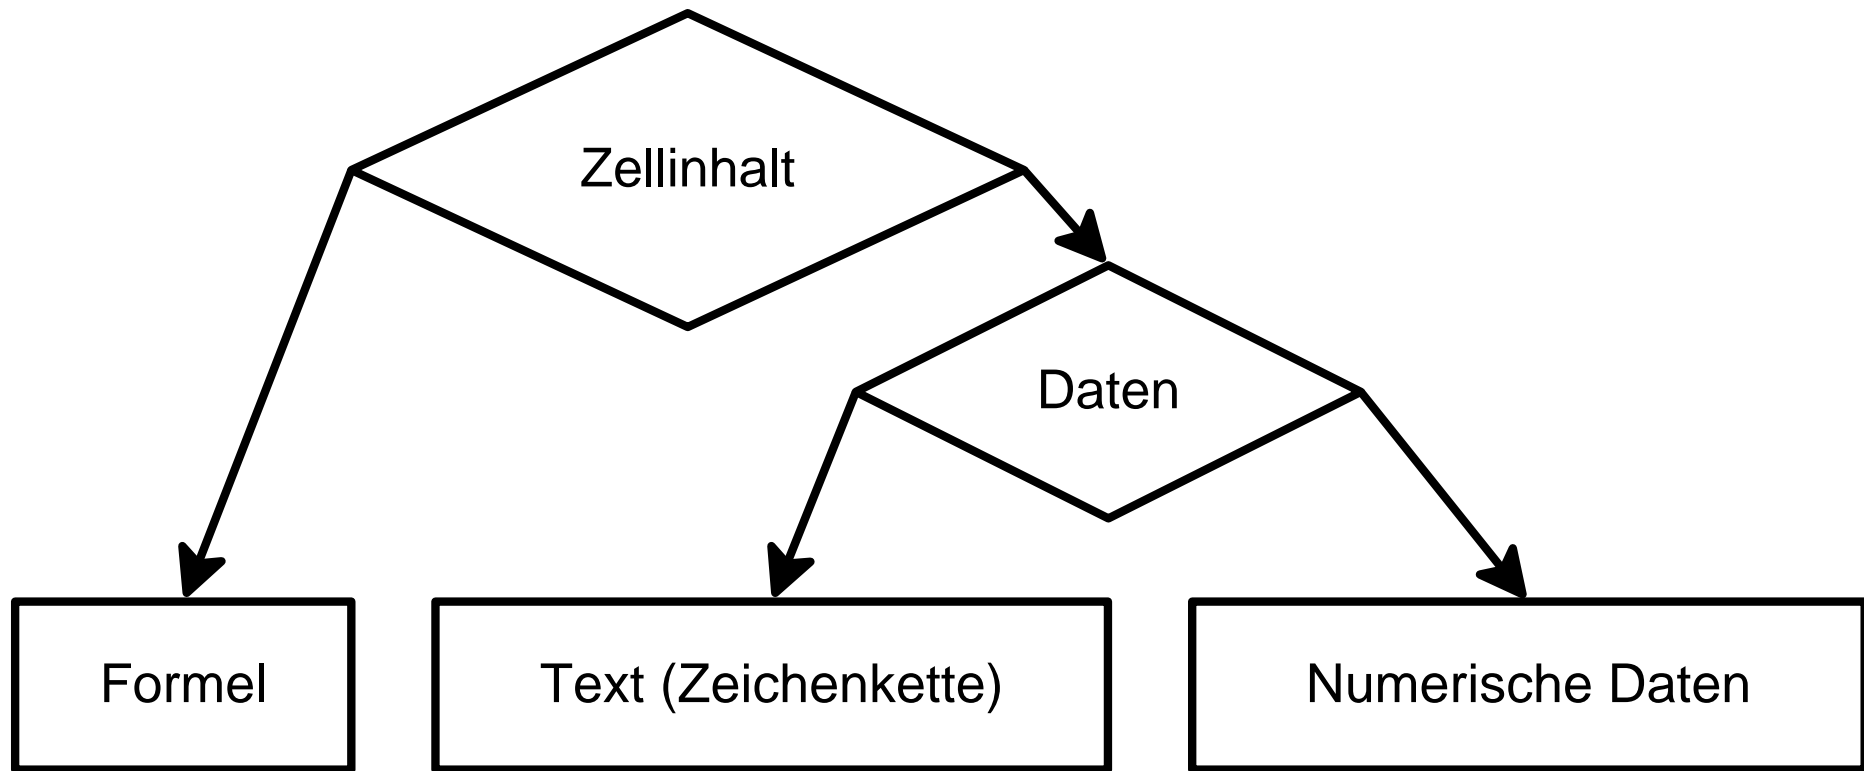 Zellinhalt
Daten
Formel
Text (Zeichenkette)
Numerische Daten